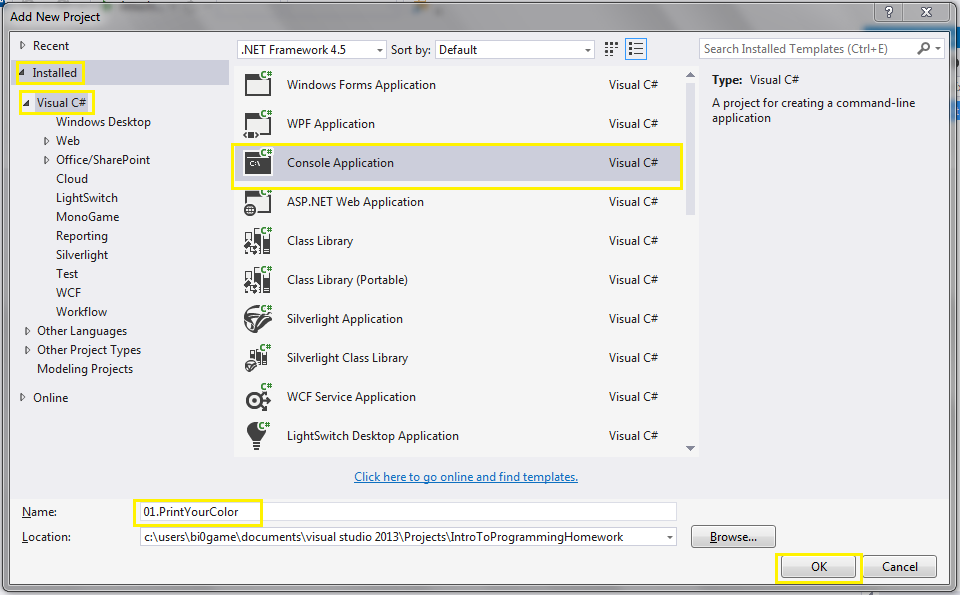 Add New Project
Recent
Installed
Visual C#
Windows Desktop
Web
Office/SharePoint
Cloud
LightSwitch
MonoGame
Reporting
Silverlight
Test
WCF
Workflow
Other Languages
Other Project Types
Modeling Projects
Online
.NET Framework 4.5 Sort by: Default
C# Windows Forms Application Visual C#
C# WPF Application Visual C#
C# C:\ Console Application Visual C#
C# ASP.NET Web Application Visual C#
C# Class Library Visual C#
C# Class Library (Portable) Visual C#
C# Silverlight Application Visual C#
C# Silverlight Class Library Visual C#
C# WCF Service Application Visual C#
C# LightSwitch Desktop Application Visual C#
Click here to go online and find templates.
Search Installed Templates (Ctrl+E)
Type: Visual C#
A project for creating a command-line
application
Name: 01.PrintYourColor
Location: c:\users\bi0game\documents\visual studio 2013\Projects\IntroToProgrammingHomework Browse...
OK Cancel